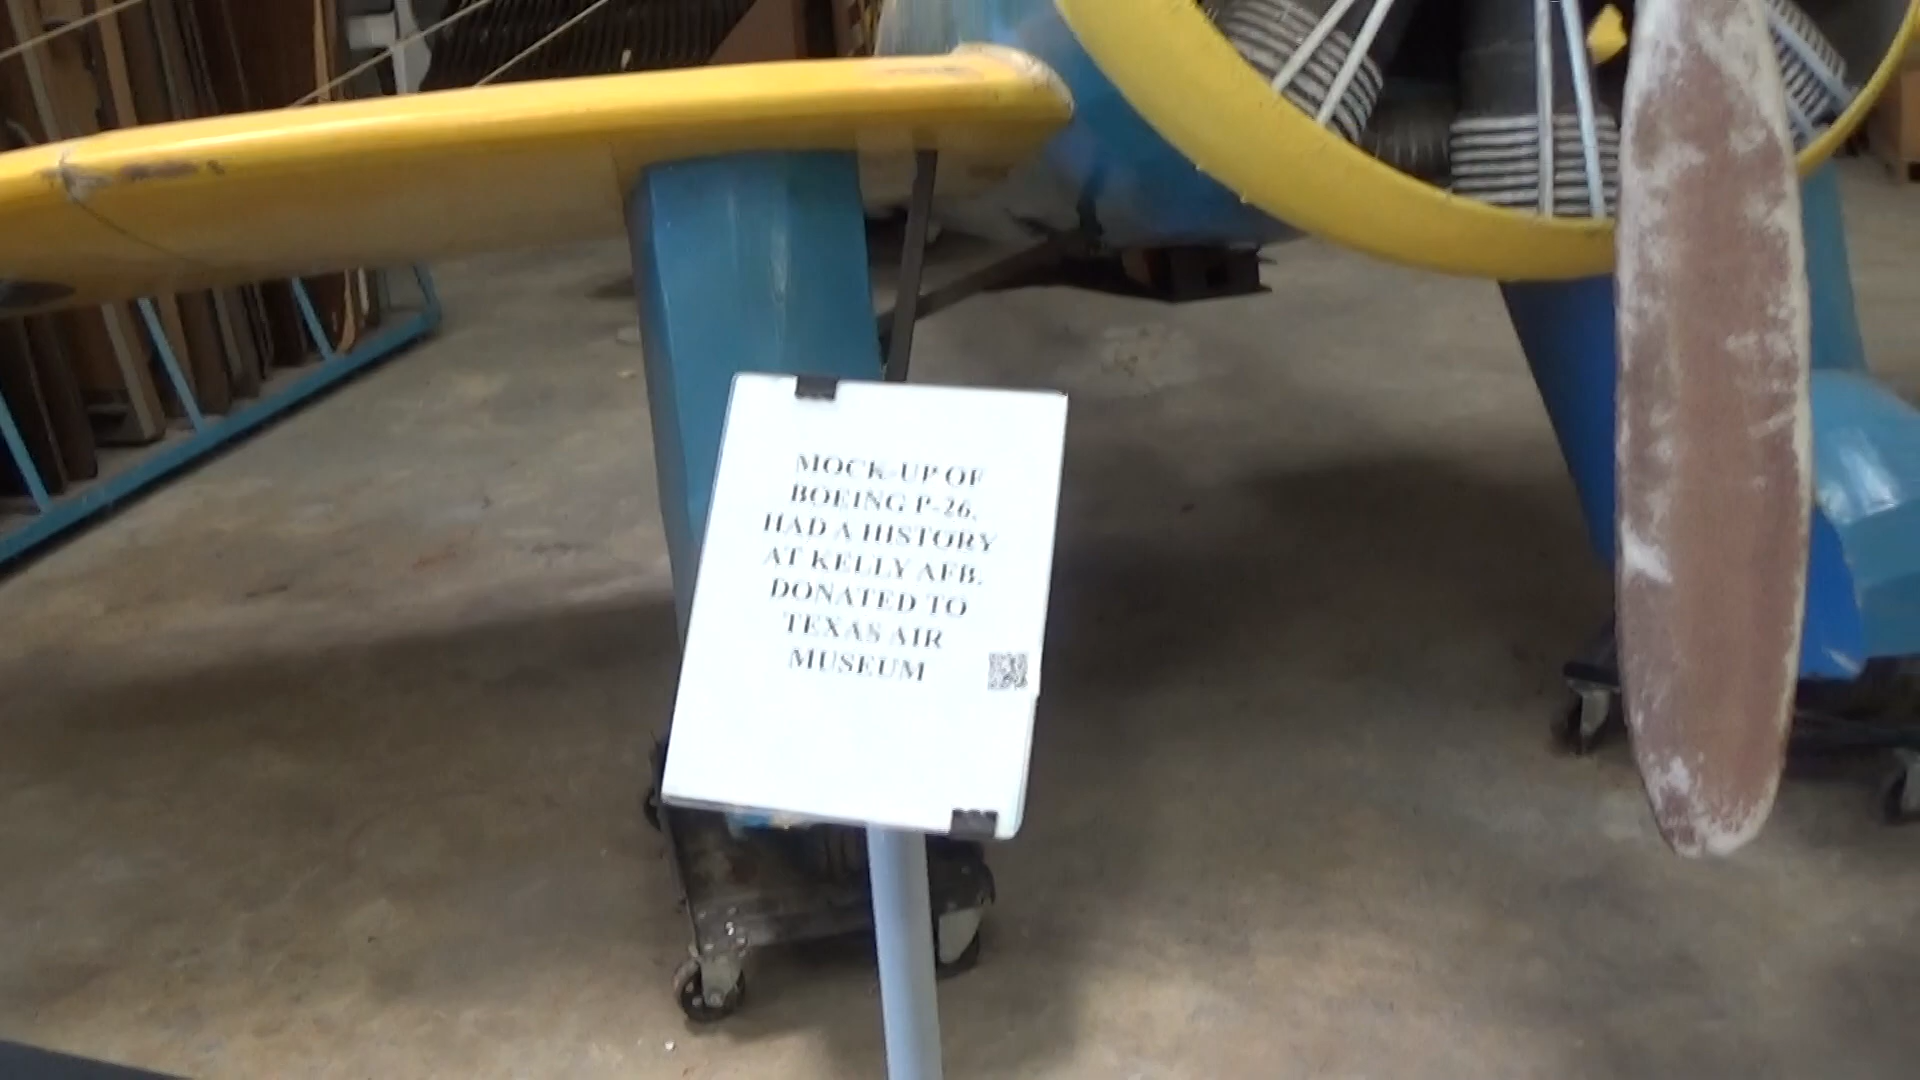 MOCK-UP OF
BOEING P-26.
HAD A HISTORY
AT KELLY AFB.
DONATED TO
TEXAS AIR
MUSEUM